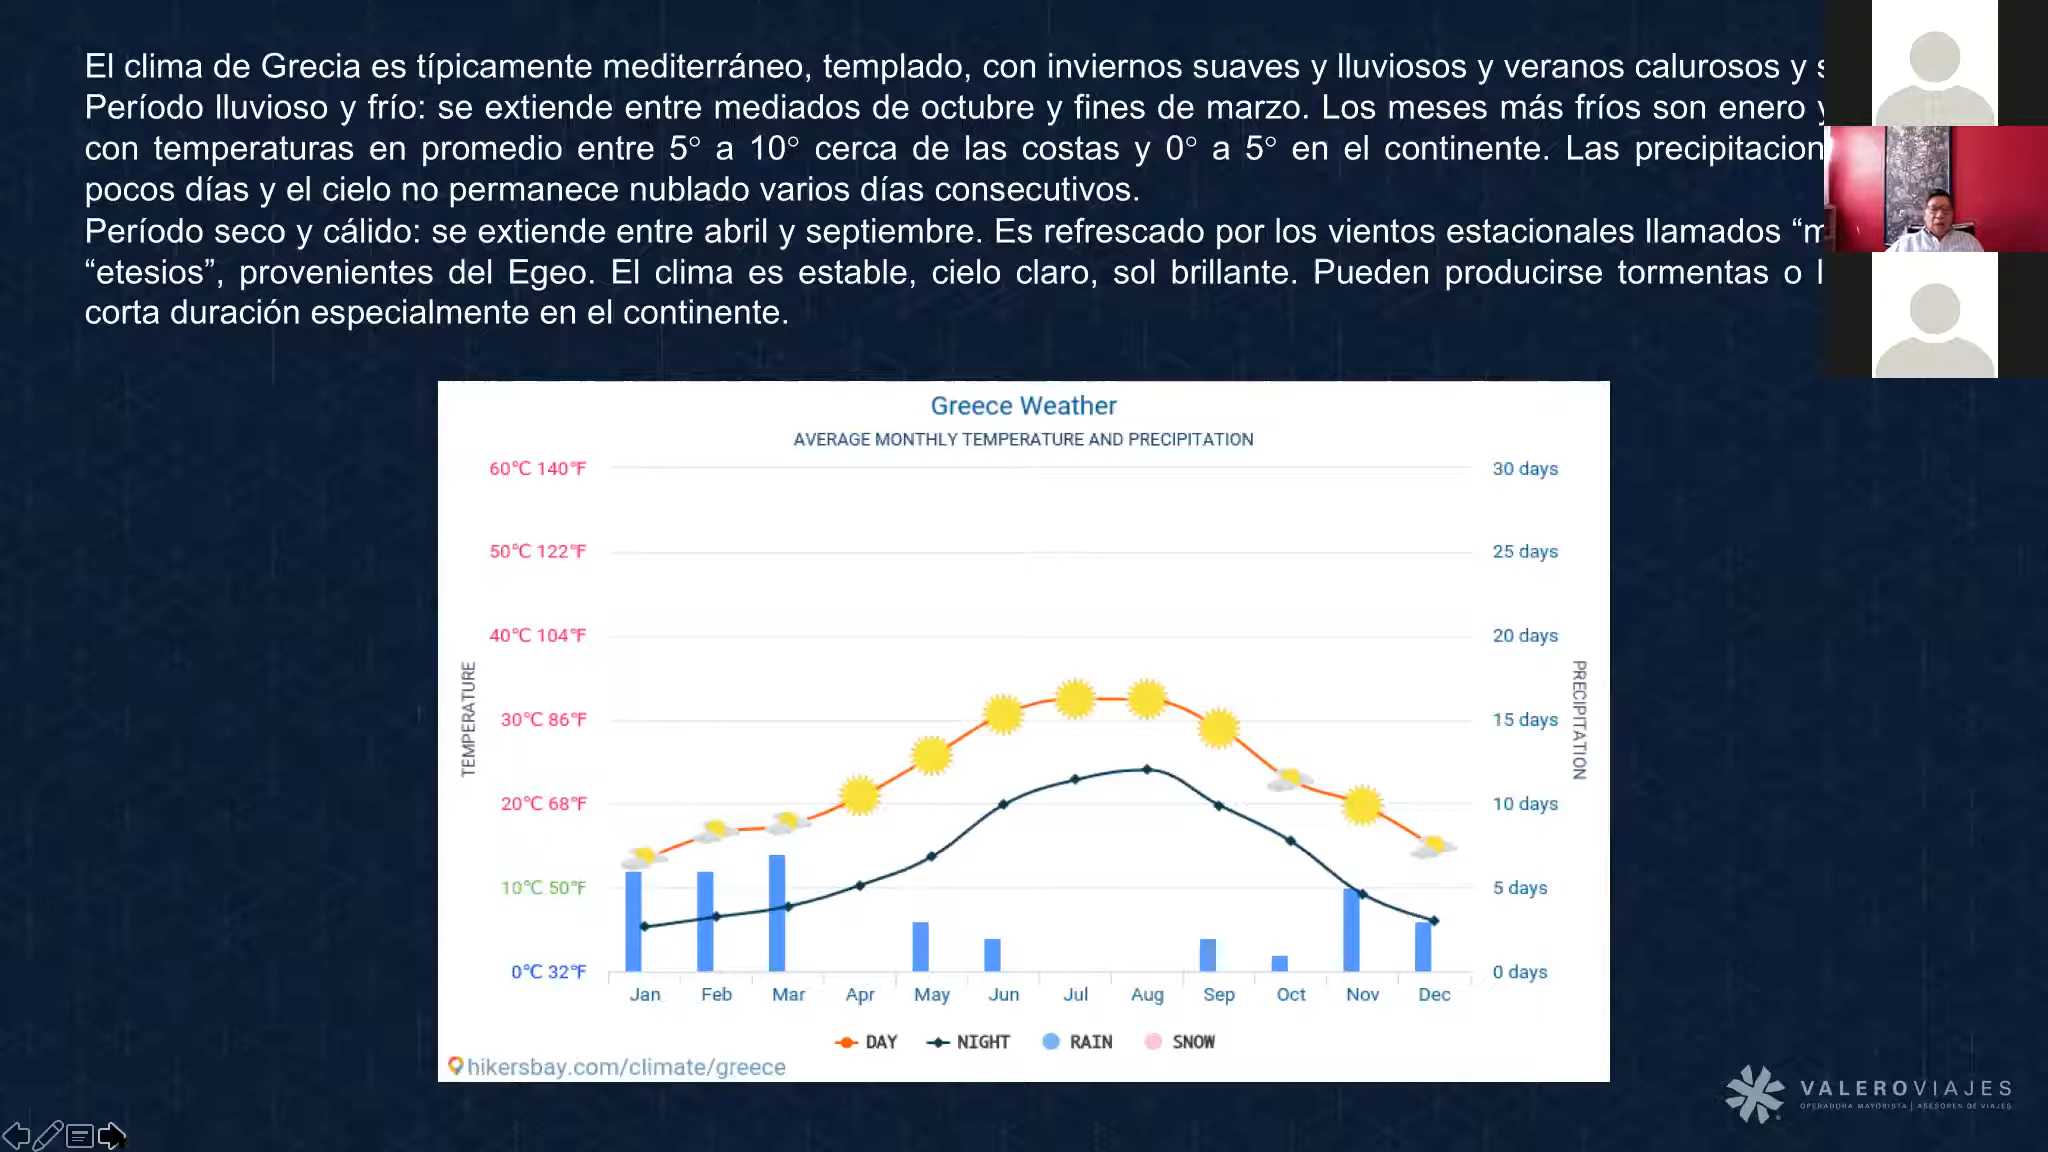 El clima de Grecia es típicamente mediterráneo, templado, con inviernos suaves y lluviosos y veranos calurosos y
Período lluvioso y frío: se extiende entre mediados de octubre y fines de marzo. Los meses más fríos son enero
con temperaturas en promedio entre 5° a 10° cerca de las costas y 0° a 5° en el continente. Las
pocos días y el cielo no permanece nublado varios días consecutivos.
Período seco y cálido: se extiende entre abril y septiembre. Es refrescado por los vientos estacionales llamados
“etesios”, provenientes del Egeo. El clima es estable, cielo claro, sol brillante. Pueden producirse tormentas o
corta duración especialmente en el continente.
Greece Weather
AVERAGE MONTHLY TEMPERATURE AND PRECIPITATION
60°C 140°F 30 days
50°C 122°F 25 days
40°C 104°F 20 days
30°C 86°F 15 days
20°C 68°F 10 days
10°C 50°F 5 days
0°C 32°F 0 days
TEMPERATURE
PRECIPITATION
Jan Feb Mar Apr May Jun Jul Aug Sep Oct Nov Dec
DAY NIGHT RAIN SNOW
hikersbay.com/climate/greece
VALEROVIAJES
OPERADORA MAYORISTA | ASESORES DE VIAJES